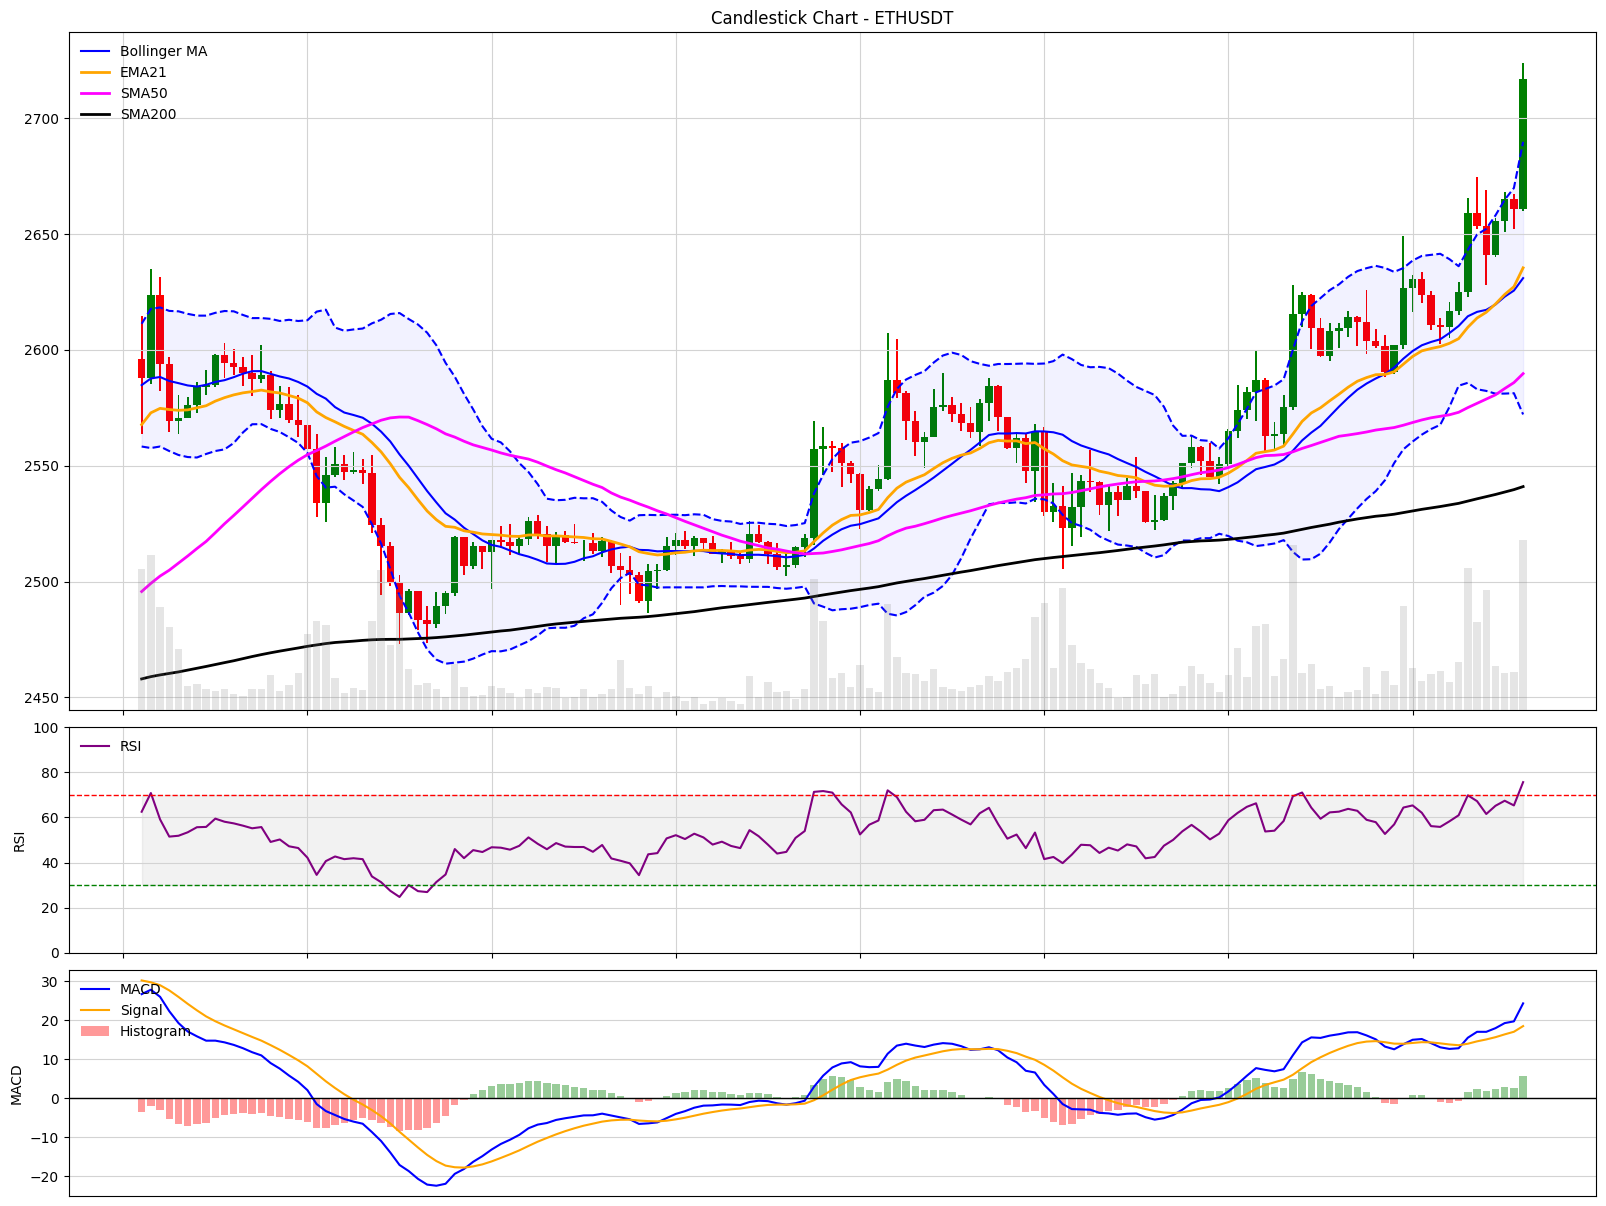 Candlestick Chart - ETHUSDT
Bollinger MA
EMA21
SMA50
SMA200
2700
2650
2600
2550
2500
2450
RSI
100
80
60
40
20
0
RSI
MACD
Signal
Histogram
30
20
10
0
−10
−20
MACD